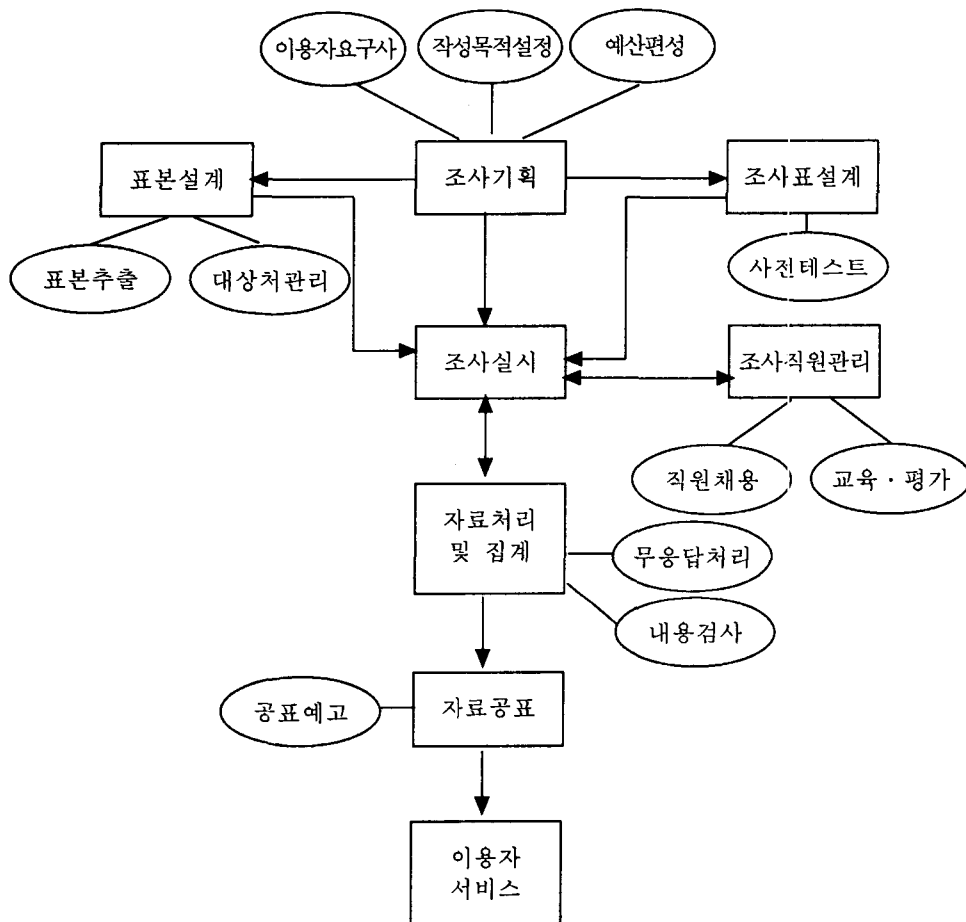 이용자요구사
작성목적설정
예산편성
표본설계
조사기획
조사표설계
표본추출
대상처관리
사전테스트
조사실시
조사직원관리
직원채용
교육·평가
자료처리
및 집계
무응답처리
내용검사
공표예고
자료공표
이용자
서비스